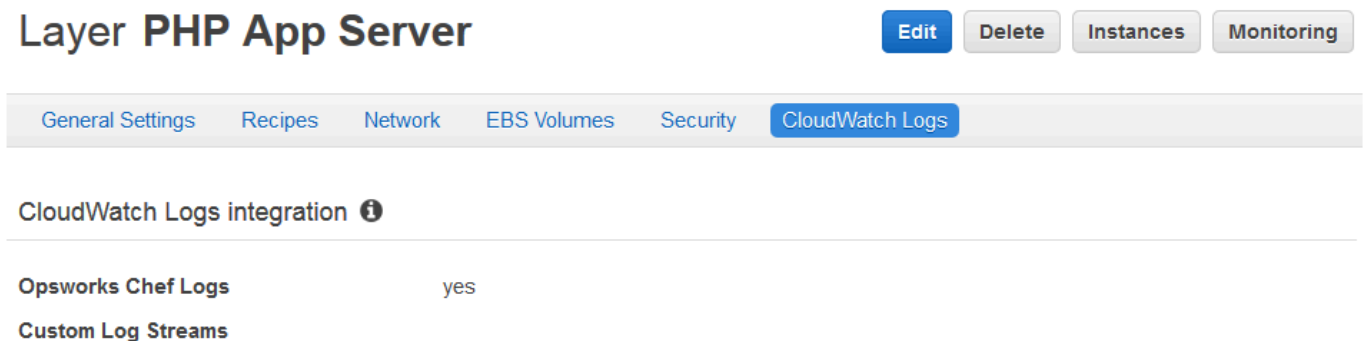 Layer PHP App Server
Edit Delete Instances Monitoring
General Settings Recipes Network EBS Volumes Security CloudWatch Logs
CloudWatch Logs integration
Opsworks Chef Logs yes
Custom Log Streams